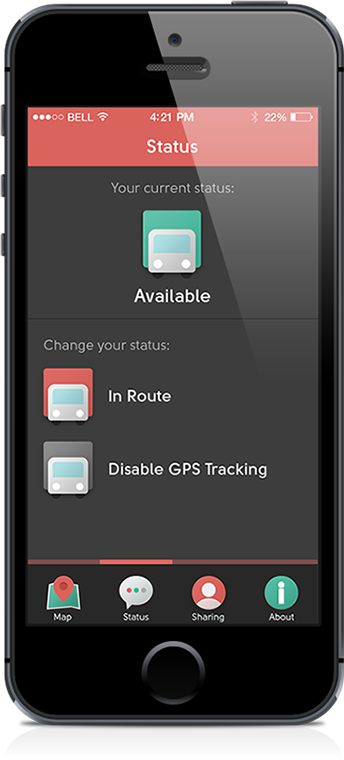 BELL 4:21 PM 22%
Status
Your current status:
Available
Change your status:
In Route
Disable GPS Tracking
Map Status Sharing About